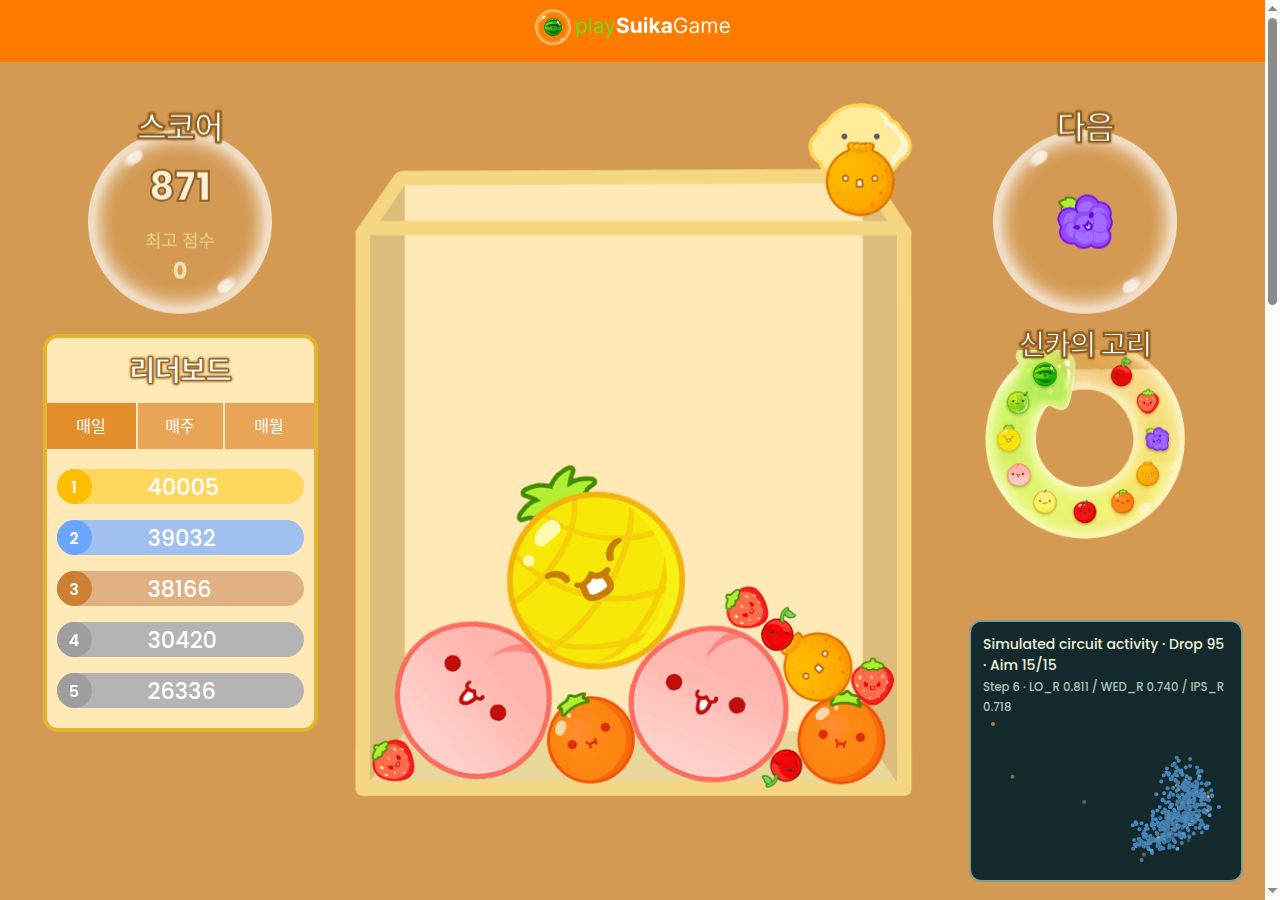 playSuikaGame
스코어
871
최고 점수
0
리더보드
매일
매주
매월
1 40005
2 39032
3 38166
4 30420
5 26336
다음
신카의 고리
Simulated circuit activity · Drop 95
· Aim 15/15
Step 6 · LO_R 0.811 / WED_R 0.740 / IPS_R
0.718